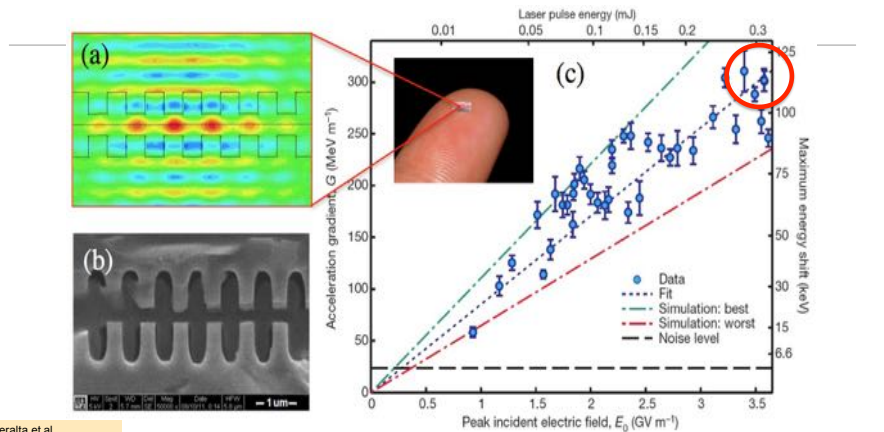 (a)
(b)
1um
(c)
Laser pulse energy (mJ)
0.01 0.05 0.1 0.15 0.2 0.3
Acceleration gradient, G (MeV m⁻¹)
300
250
200
150
100
50
0
125
100
75
50
30
15
6.6
Maximum energy shift (keV)
Data
Fit
Simulation: best
Simulation: worst
Noise level
0 0.5 1 1.5 2 2.5 3 3.5
Peak incident electric field, E₀ (GV m⁻¹)
eralta et al